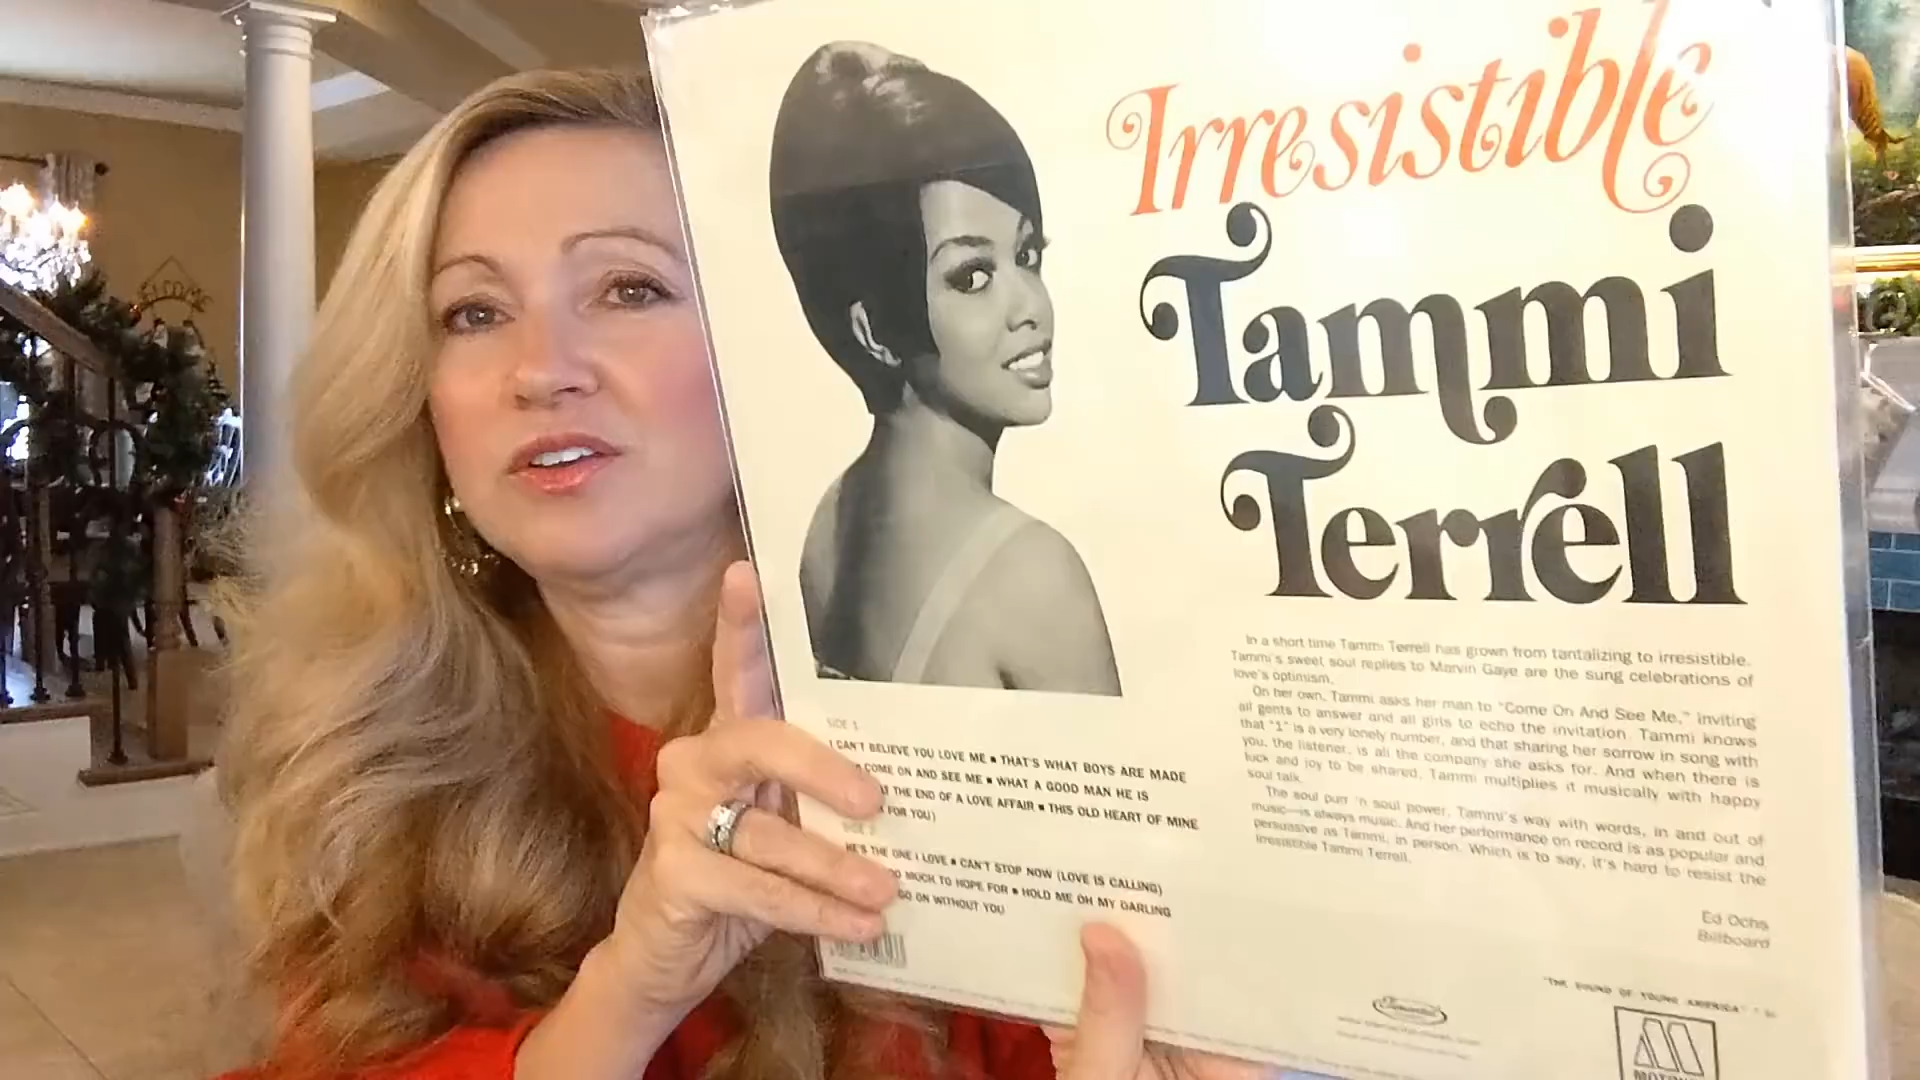 WELCOME
Irresistible
Tammi
Terrell
In a short time Tammi Terrell has grown from tantalizing to irresistible.
Tammi's sweet soul replies to Marvin Gaye are the sung celebrations of
love's optimism.
On her own, Tammi asks her man to "Come On And See Me," inviting
all gents to answer and all girls to echo the invitation. Tammi knows
that "1" is a very lonely number, and that sharing her sorrow in song with
you, the listener, is all the company she asks for. And when there is
luck and joy to be shared, Tammi multiplies it musically with happy
soul talk.
The soul purr 'n soul power, Tammi's way with words, in and out of
music—is always music. And her performance on record is as popular and
persuasive as Tammi, in person. Which is to say, it's hard to resist the
Irresistible Tammi Terrell.
Ed Ochs
Billboard
SIDE 1
I CAN'T BELIEVE YOU LOVE ME ■ THAT'S WHAT BOYS ARE MADE
COME ON AND SEE ME ■ WHAT A GOOD MAN HE IS
AT THE END OF A LOVE AFFAIR ■ THIS OLD HEART OF MINE
FOR YOU)
SIDE 2
HE'S THE ONE I LOVE ■ CAN'T STOP NOW (LOVE IS CALLING)
MUCH TO HOPE FOR ■ HOLD ME OH MY DARLING
GO ON WITHOUT YOU
"THE SOUND OF YOUNG AMERICA"
M
MOTOWN